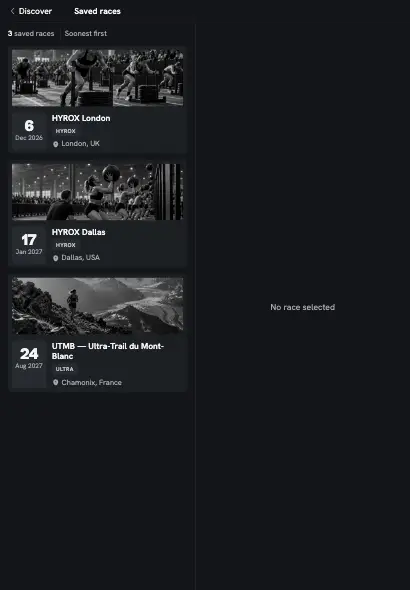 Discover
Saved races
3 saved races
Soonest first
6
Dec 2026
HYROX London
HYROX
London, UK
17
Jan 2027
HYROX Dallas
HYROX
Dallas, USA
24
Aug 2027
UTMB — Ultra-Trail du Mont-
Blanc
ULTRA
Chamonix, France
No race selected